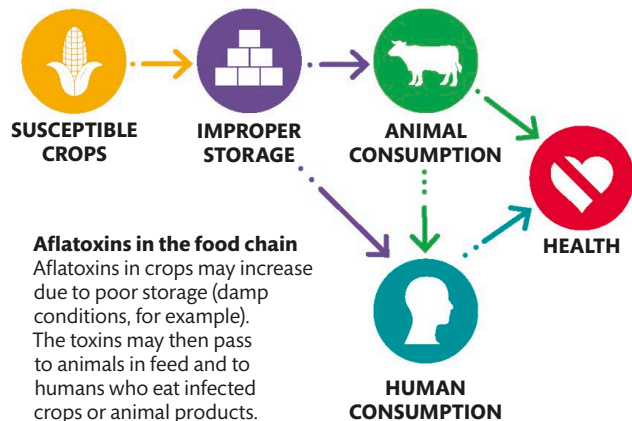 SUSCEPTIBLE
CROPS
IMPROPER
STORAGE
ANIMAL
CONSUMPTION
HEALTH
Aflatoxins in the food chain
Aflatoxins in crops may increase
due to poor storage (damp
conditions, for example).
The toxins may then pass
to animals in feed and to
humans who eat infected
crops or animal products.
HUMAN
CONSUMPTION